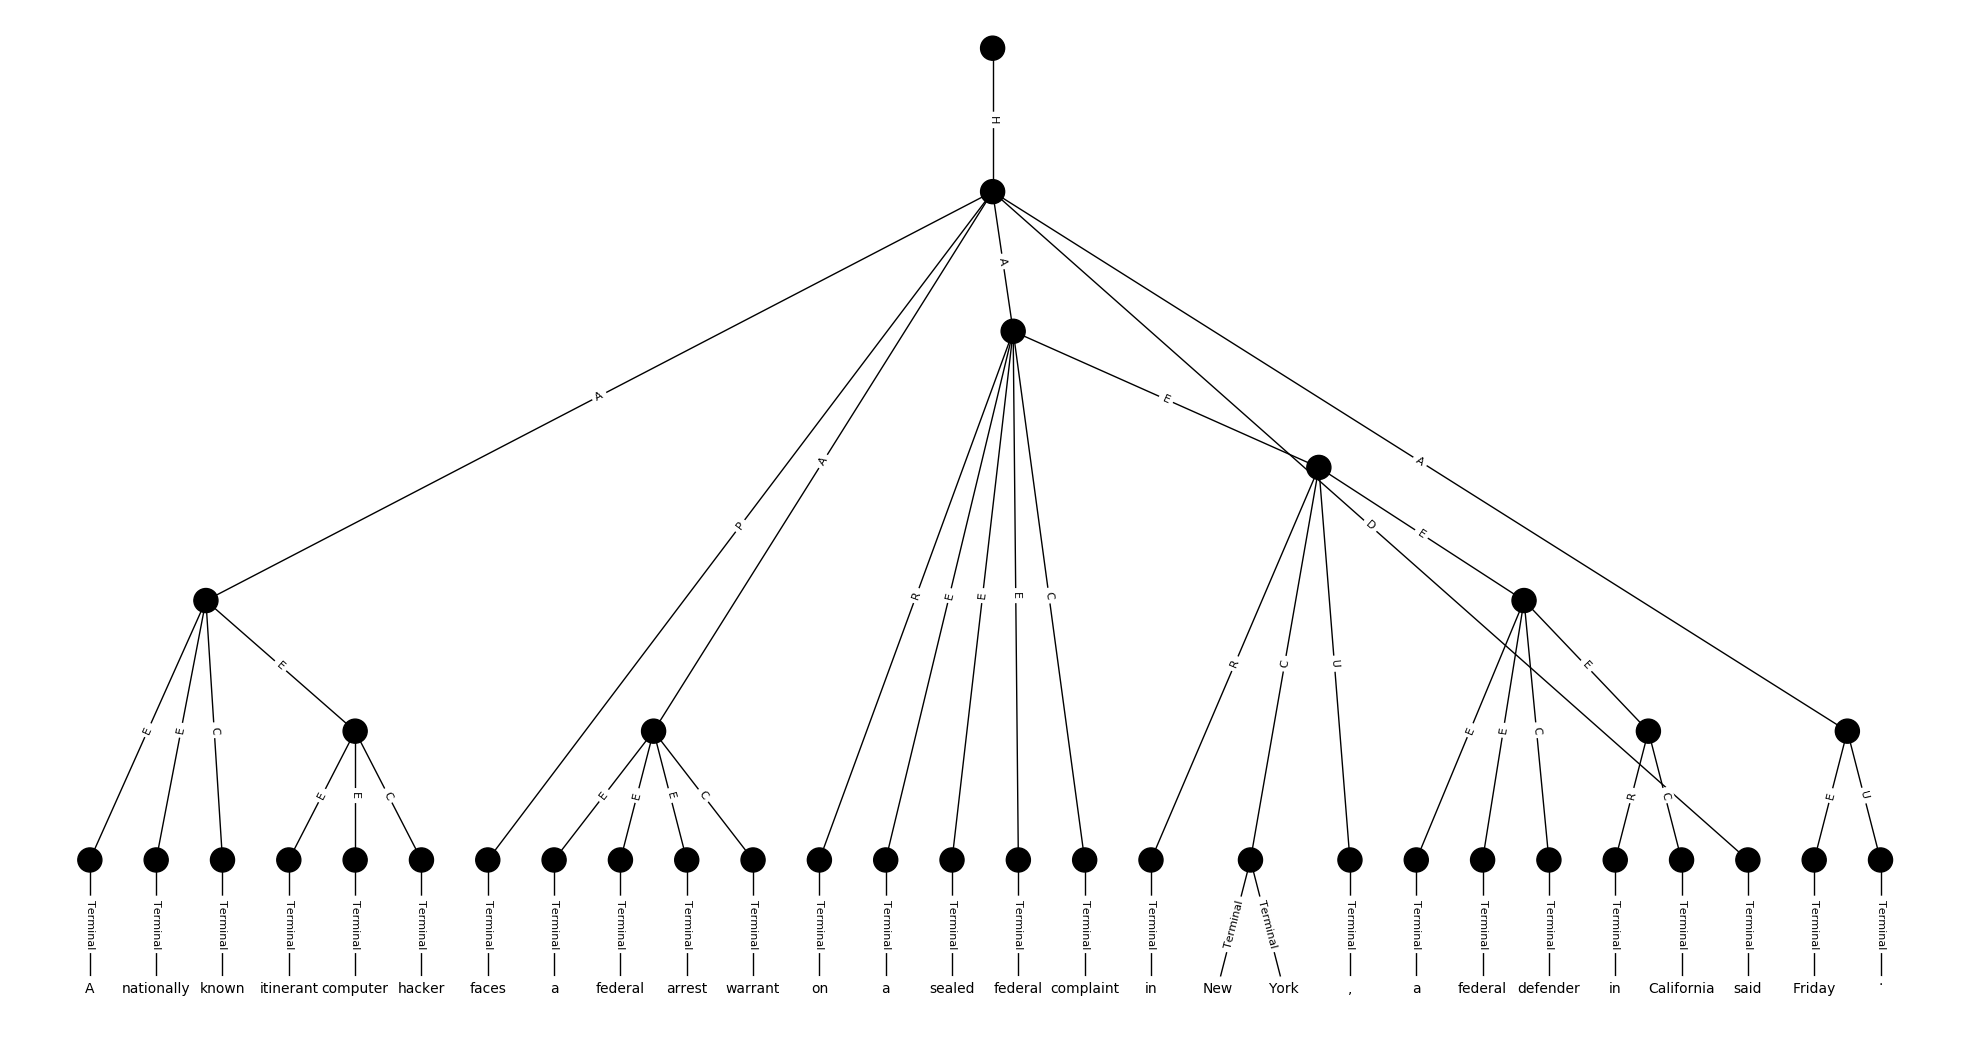 H
A
A
E
A
P
A
D
E
R
E
E
E
C
E
R
C
U
E
E
E
C
E
E
C
E
E
C
E
E
C
E
E
E
C
R
C
E
U
Terminal Terminal Terminal Terminal Terminal Terminal Terminal Terminal Terminal Terminal Terminal Terminal Terminal Terminal Terminal Terminal Terminal Terminal Terminal Terminal Terminal Terminal Terminal Terminal Terminal Terminal Terminal Terminal
A nationally known itinerant computer hacker faces a federal arrest warrant on a sealed federal complaint in New York , a federal defender in California said Friday .